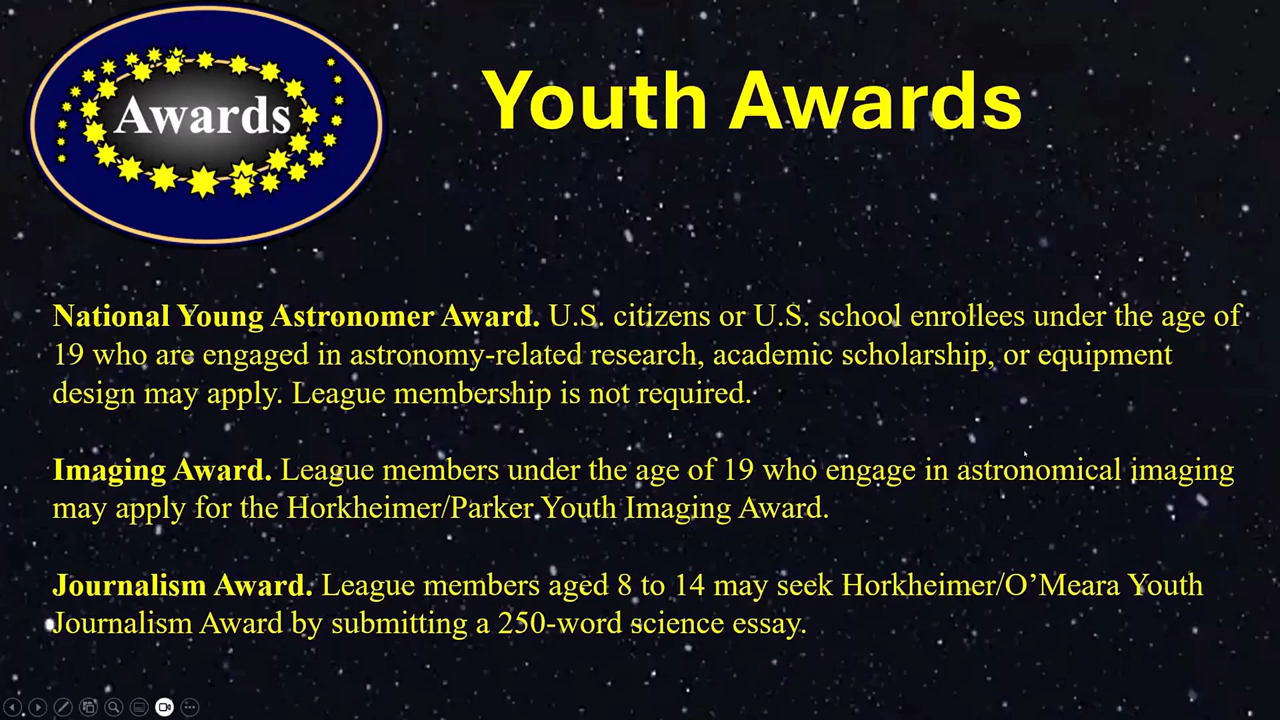 Awards
Youth Awards
National Young Astronomer Award. U.S. citizens or U.S. school enrollees under the age of
19 who are engaged in astronomy-related research, academic scholarship, or equipment
design may apply. League membership is not required.
Imaging Award. League members under the age of 19 who engage in astronomical imaging
may apply for the Horkheimer/Parker Youth Imaging Award.
Journalism Award. League members aged 8 to 14 may seek Horkheimer/O’Meara Youth
Journalism Award by submitting a 250-word science essay.